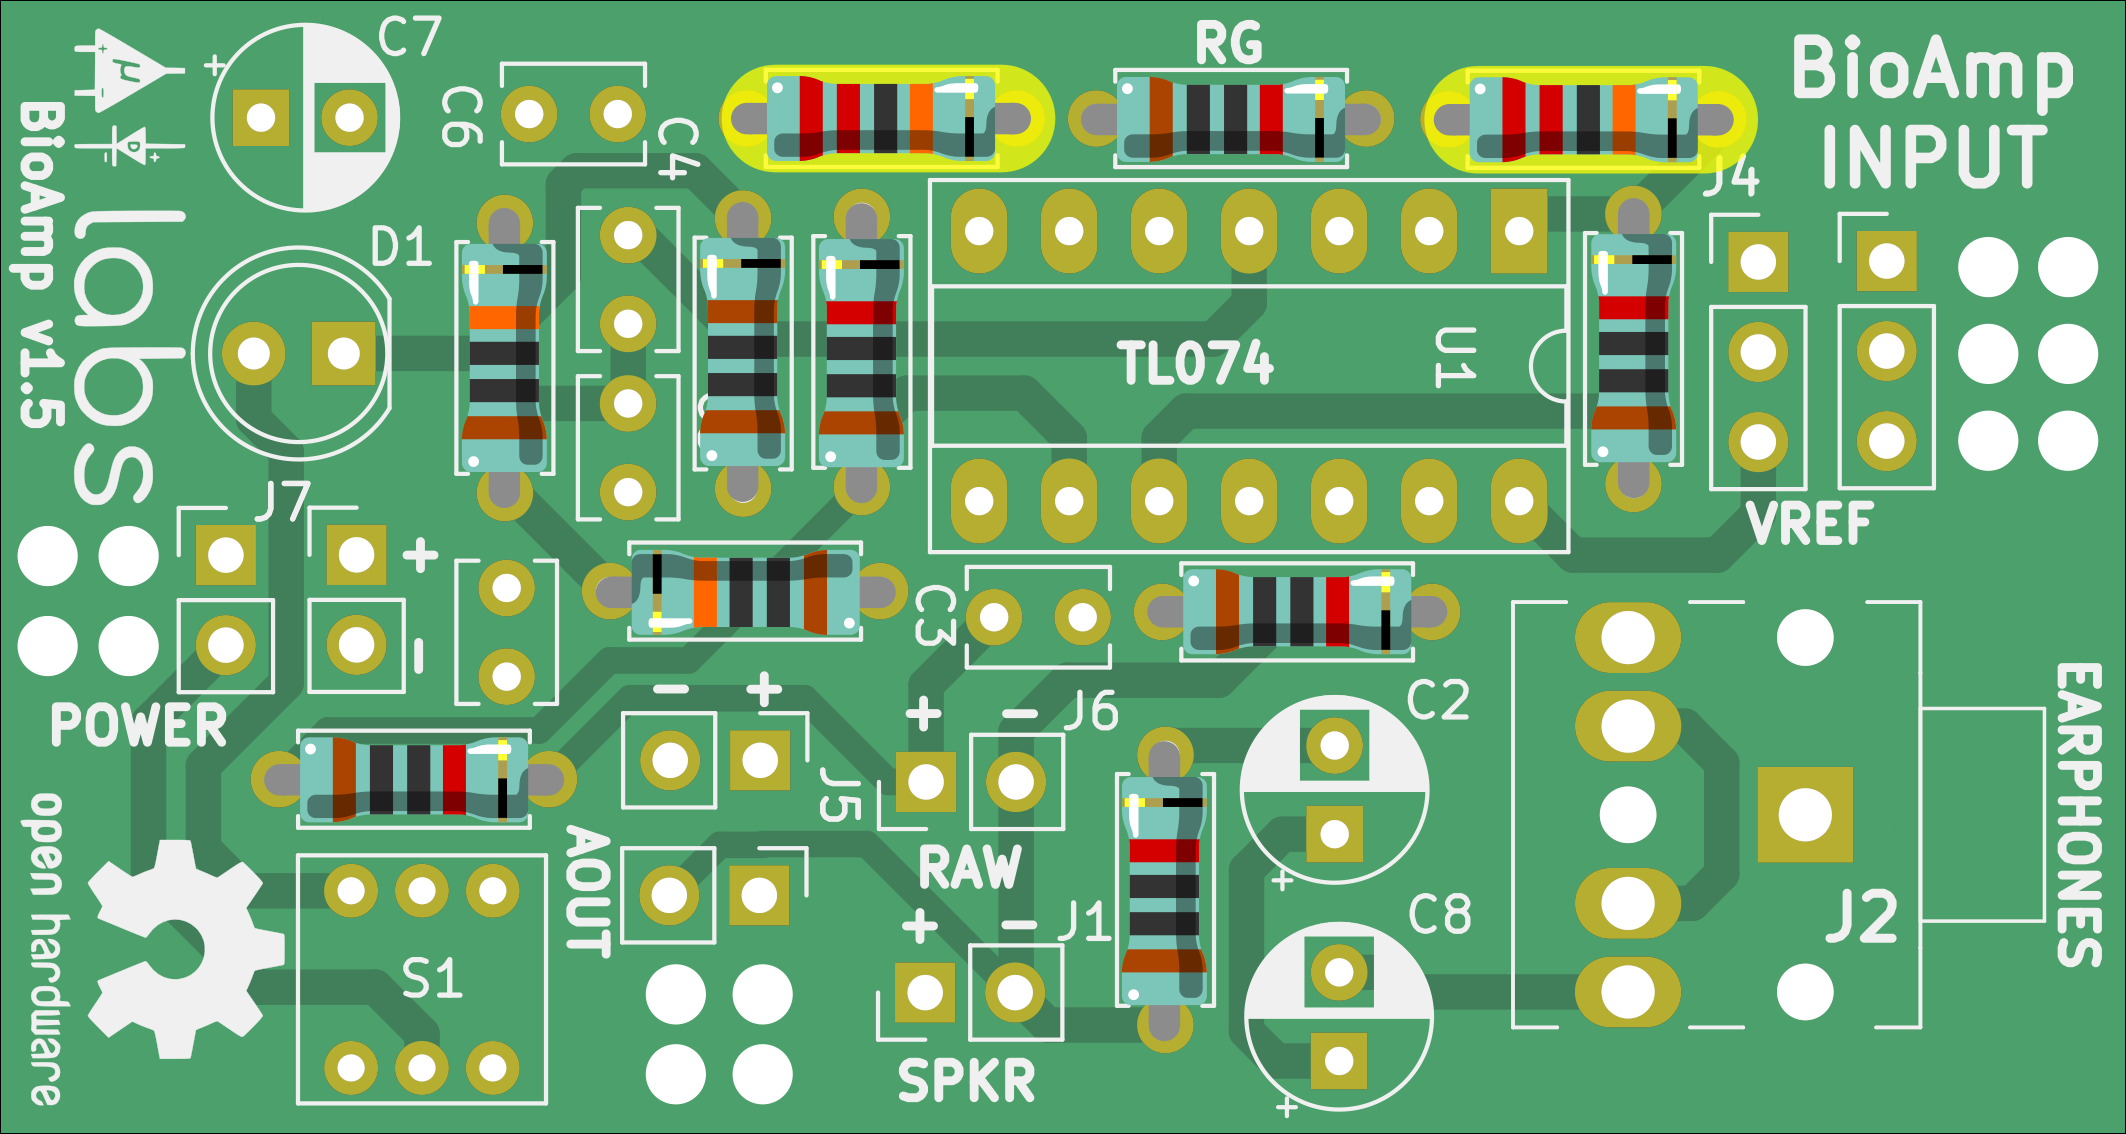 C7
RG
BioAmp
INPUT
C6
C4
+
+
J4
BioAmp v1.5
labs
μ
D
D1
TL074
U1
VREF
J7
+
-
POWER
C3
- +
+ -
J6
J5
C2
+
RAW
AOUT
+ -
J1
C8
+
SPKR
S1
J2
EARPHONES
open hardware